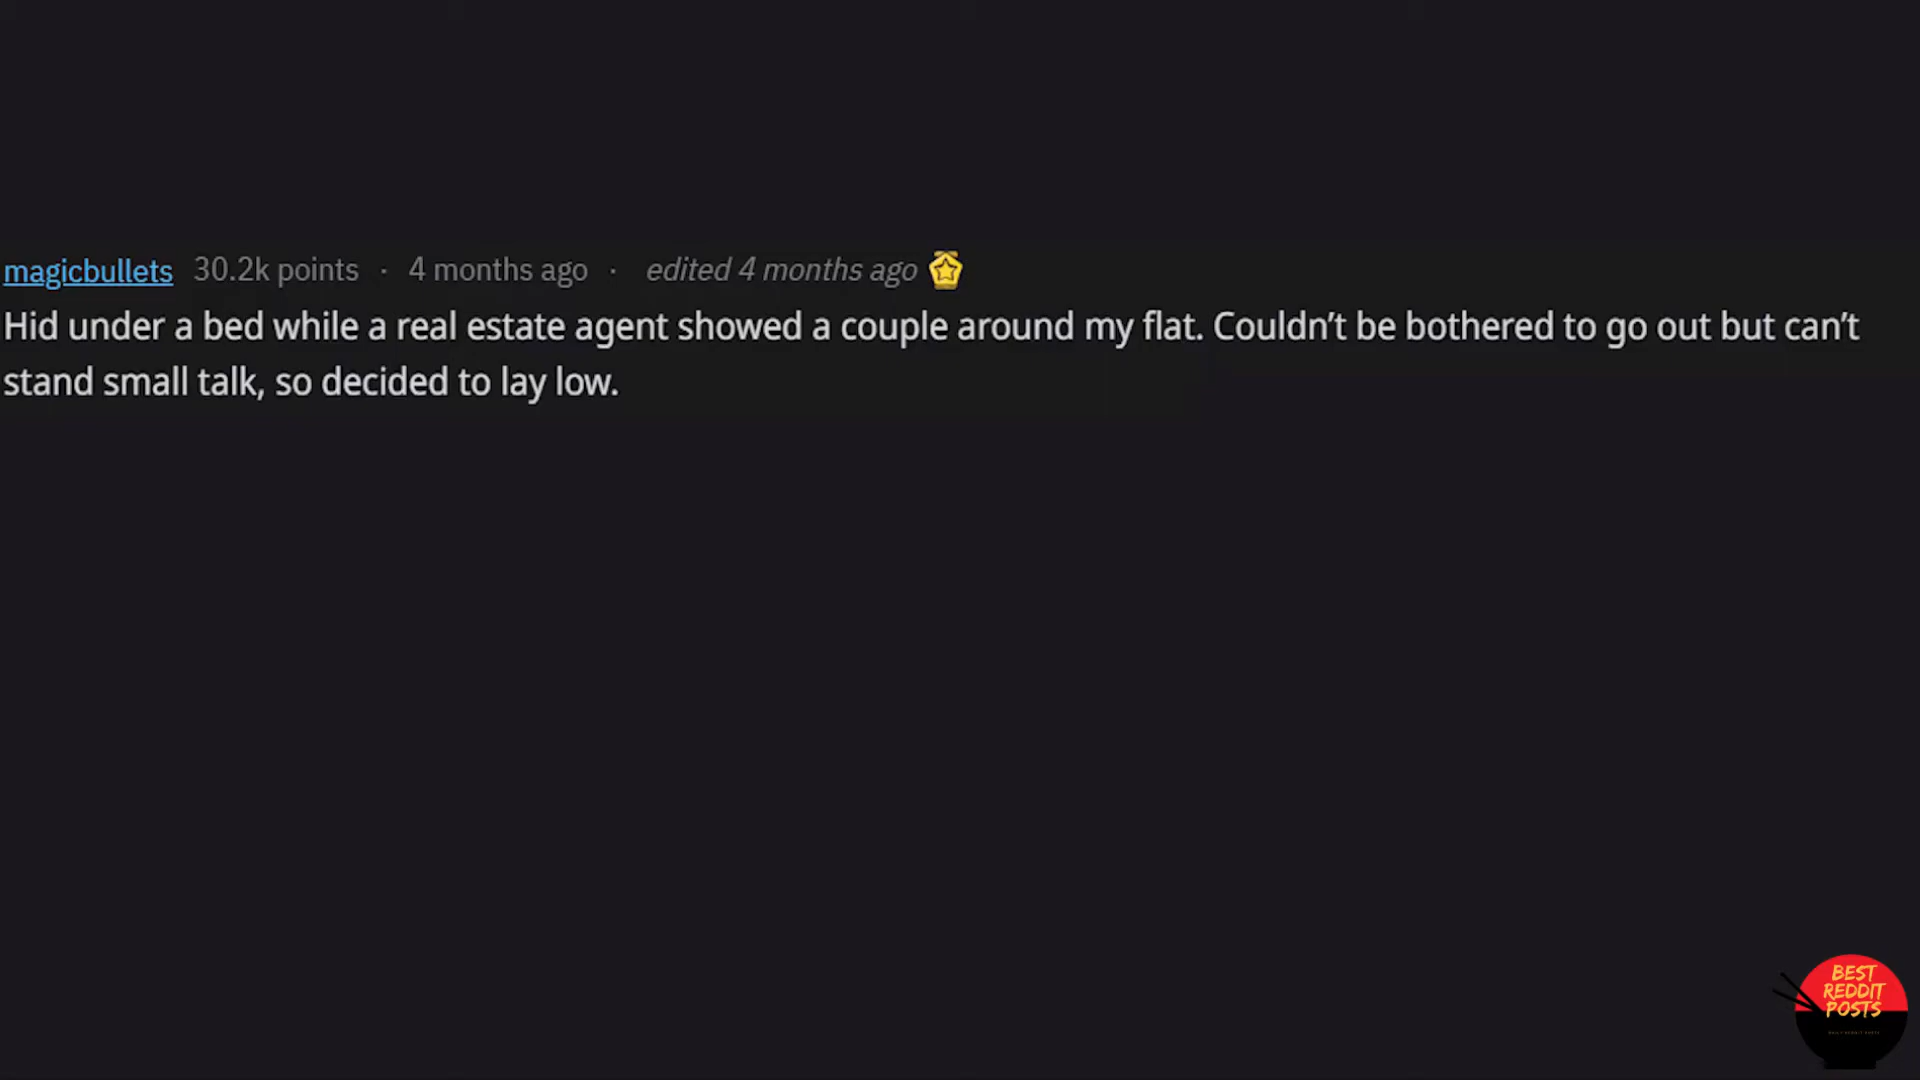 magicbullets 30.2k points · 4 months ago · edited 4 months ago
Hid under a bed while a real estate agent showed a couple around my flat. Couldn’t be bothered to go out but can’t
stand small talk, so decided to lay low.
BEST
REDDIT
POSTS